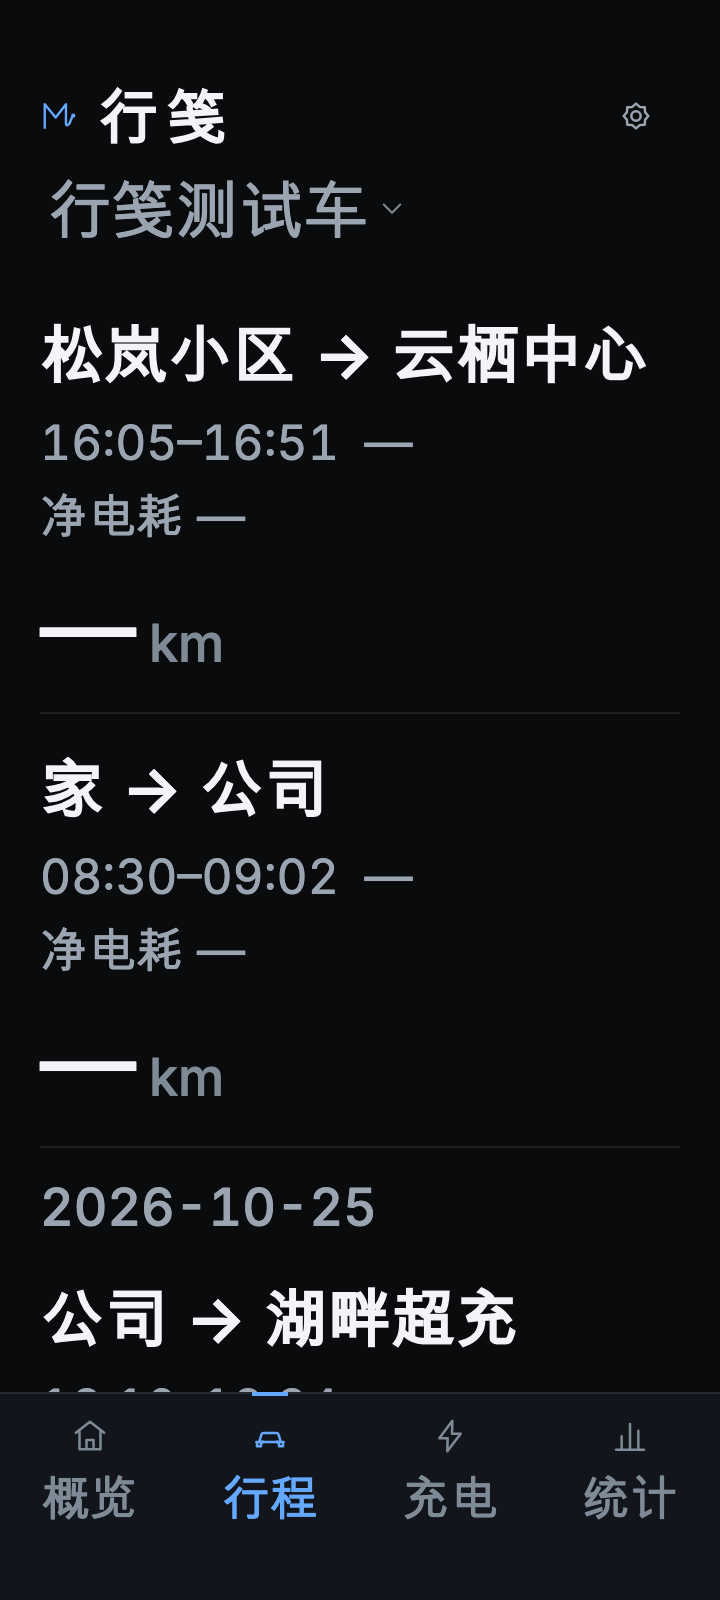 行笺
行笺测试车
松岚小区 → 云栖中心
16:05–16:51 —
净电耗 —
— km
家 → 公司
08:30–09:02 —
净电耗 —
— km
2026-10-25
公司 → 湖畔超充
概览 行程 充电 统计